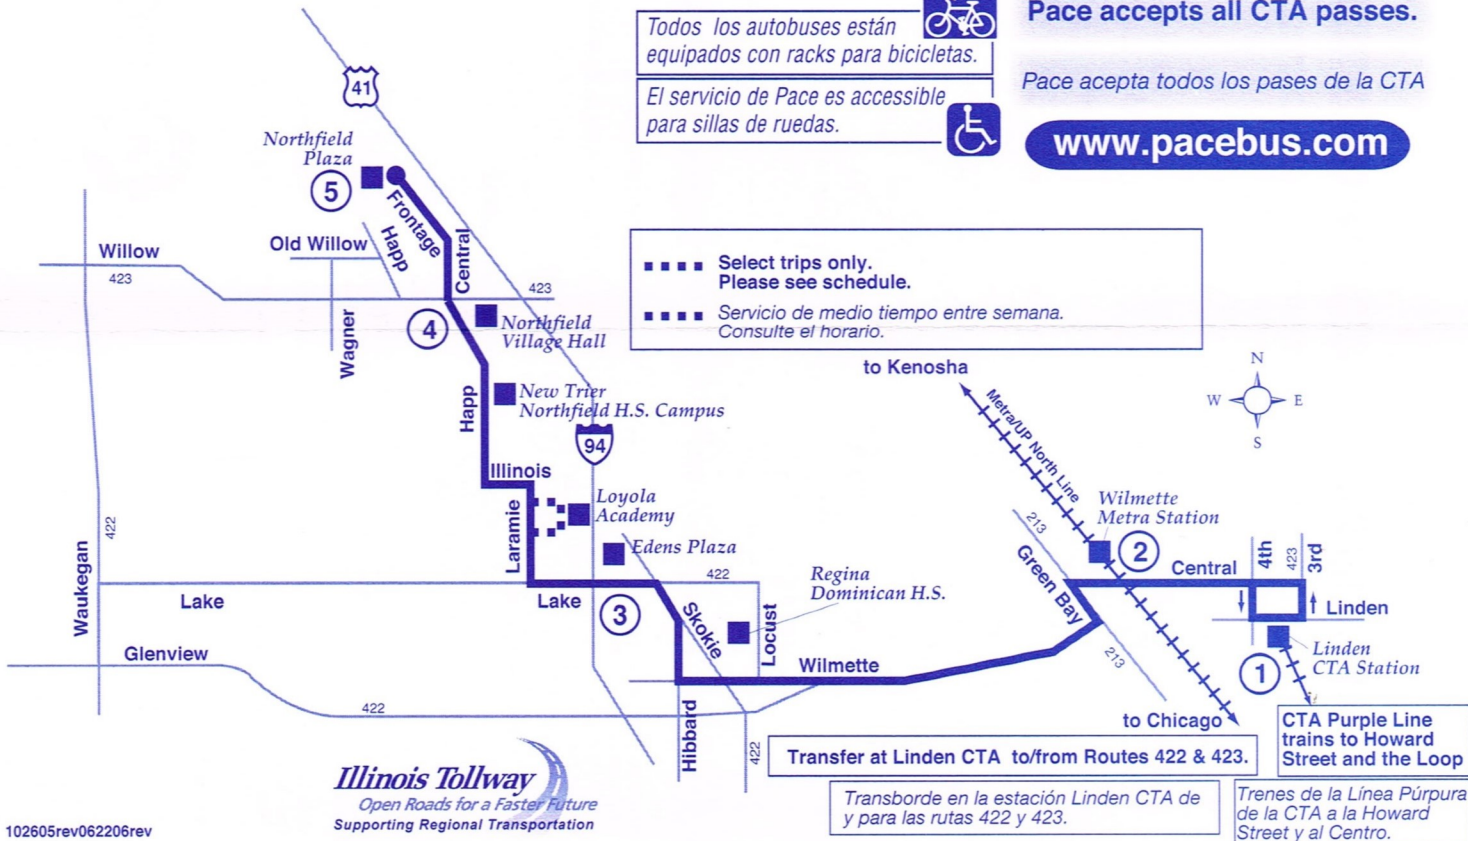 Todos los autobuses están
equipados con racks para bicicletas.
El servicio de Pace es accessible
para sillas de ruedas.
Pace accepts all CTA passes.
Pace acepta todos los pases de la CTA
www.pacebus.com
41
Northfield
Plaza
5
Frontage
Happ
Central
Old Willow
Willow
423
423
Wagner
4
Northfield
Village Hall
Select trips only.
Please see schedule.
Servicio de medio tiempo entre semana.
Consulte el horario.
New Trier
Northfield H.S. Campus
Happ
94
to Kenosha
Metra/UP North Line
N
W
E
S
Illinois
Laramie
Loyola
Academy
Edens Plaza
Wilmette
Metra Station
2
213
Green Bay
213
Central
4th
423
3rd
Linden
Linden
CTA Station
1
Waukegan
422
Lake
Lake
3
422
Skokie
Locust
Regina
Dominican H.S.
Glenview
Wilmette
422
Hibbard
422
to Chicago
CTA Purple Line
trains to Howard
Street and the Loop
Transfer at Linden CTA to/from Routes 422 & 423.
Transborde en la estación Linden CTA de
y para las rutas 422 y 423.
Trenes de la Línea Púrpura
de la CTA a la Howard
Street y al Centro.
Illinois Tollway
Open Roads for a Faster Future
Supporting Regional Transportation
102605rev062206rev